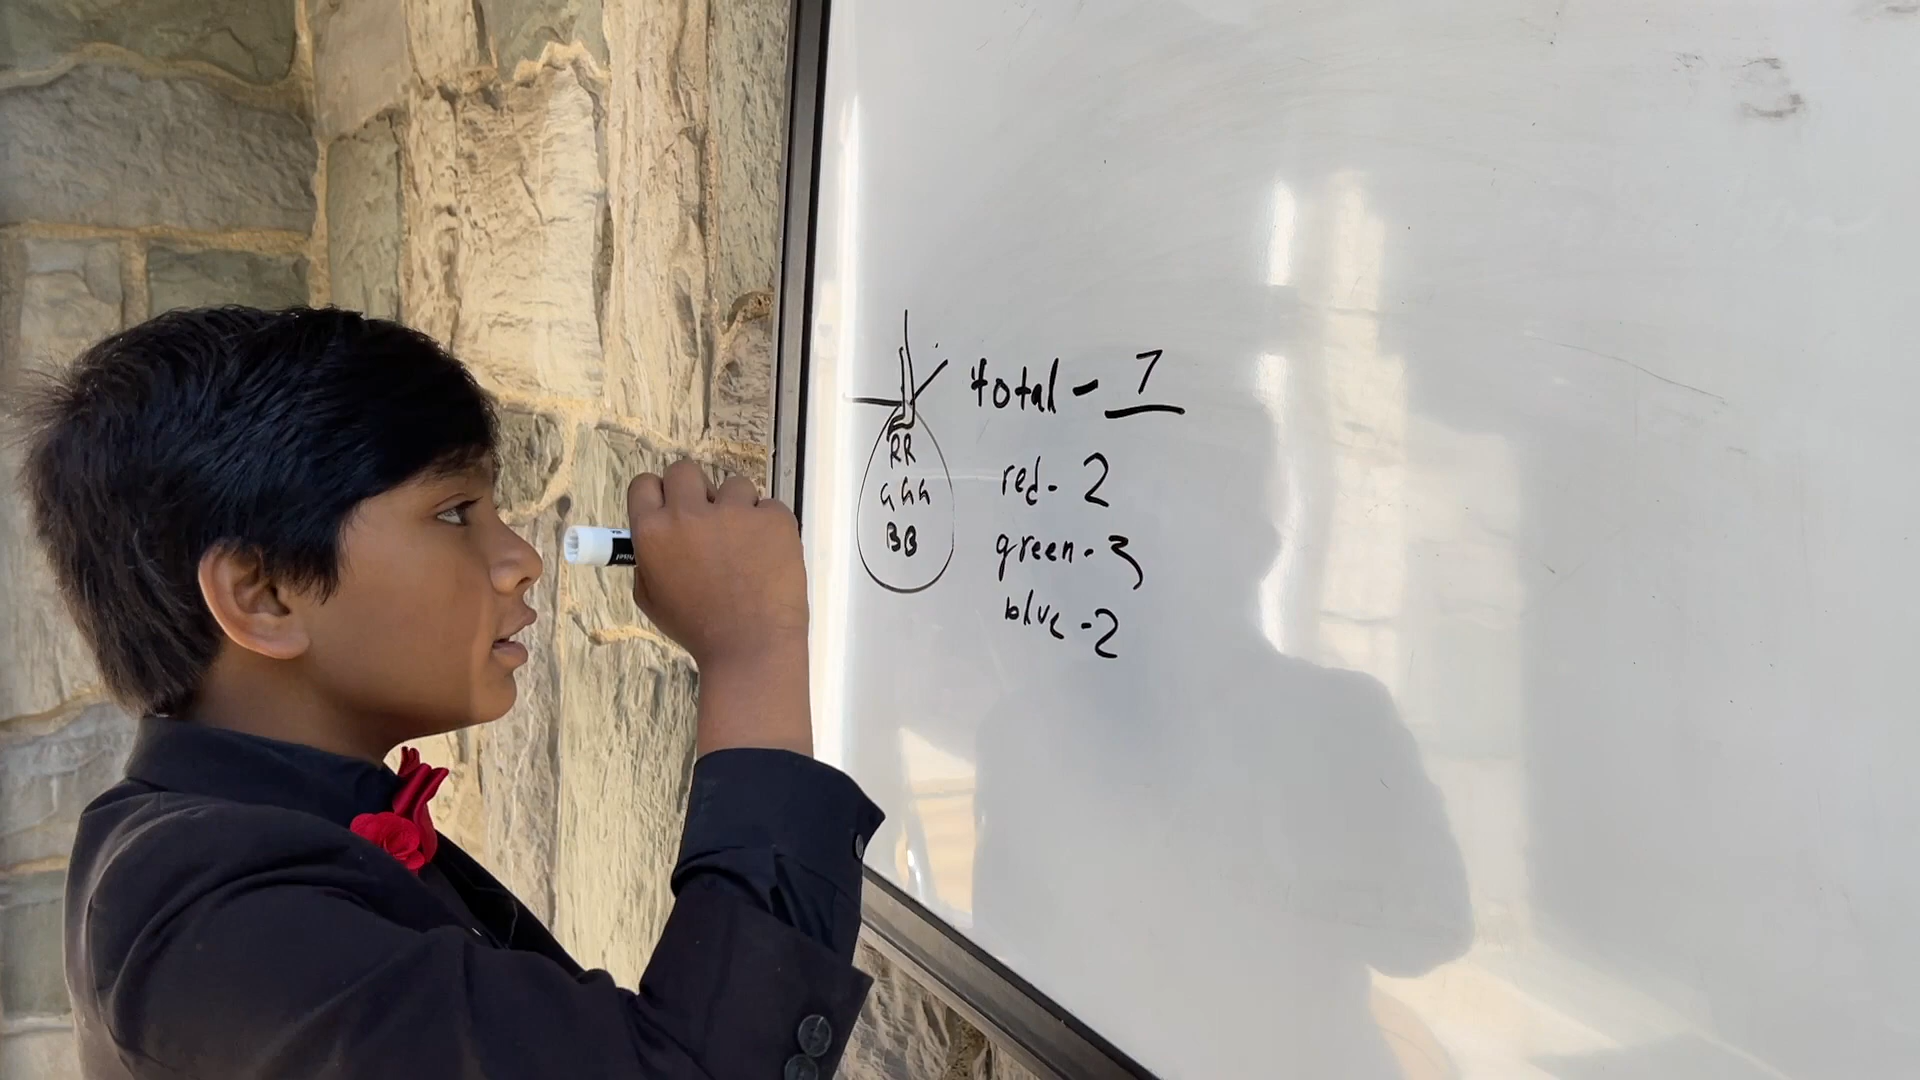 total - 7
RR
red - 2
GGG
green - 3
BB
blue - 2